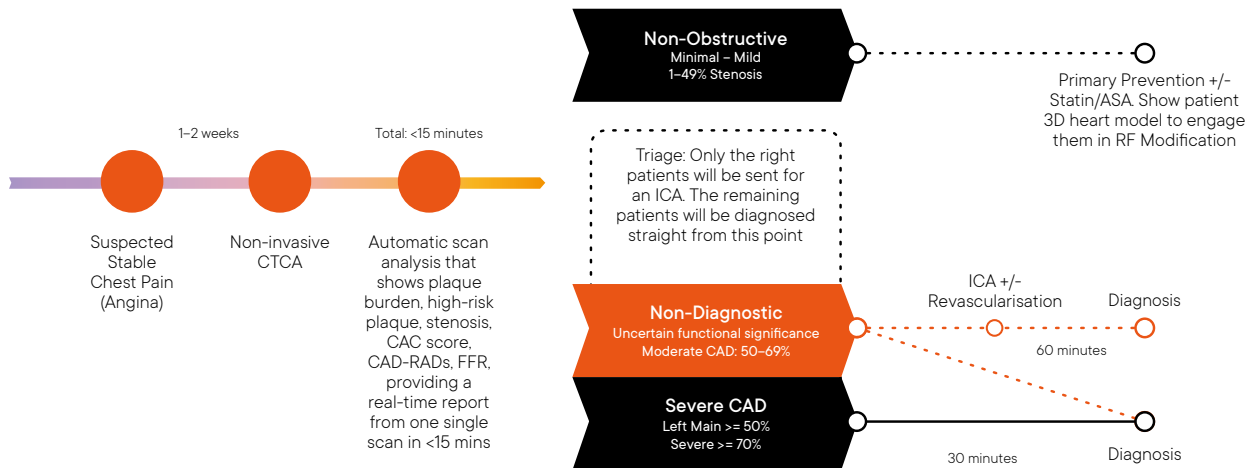 1–2 weeks
Total: <15 minutes
Suspected
Stable
Chest Pain
(Angina)
Non-invasive
CTCA
Automatic scan
analysis that
shows plaque
burden, high-risk
plaque, stenosis,
CAC score,
CAD-RADs, FFR,
providing a
real-time report
from one single
scan in <15 mins
Non-Obstructive
Minimal – Mild
1–49% Stenosis
Primary Prevention +/-
Statin/ASA. Show patient
3D heart model to engage
them in RF Modification
Triage: Only the right
patients will be sent for
an ICA. The remaining
patients will be diagnosed
straight from this point
Non-Diagnostic
Uncertain functional significance
Moderate CAD: 50–69%
ICA +/-
Revascularisation
Diagnosis
60 minutes
Severe CAD
Left Main >= 50%
Severe >= 70%
30 minutes
Diagnosis